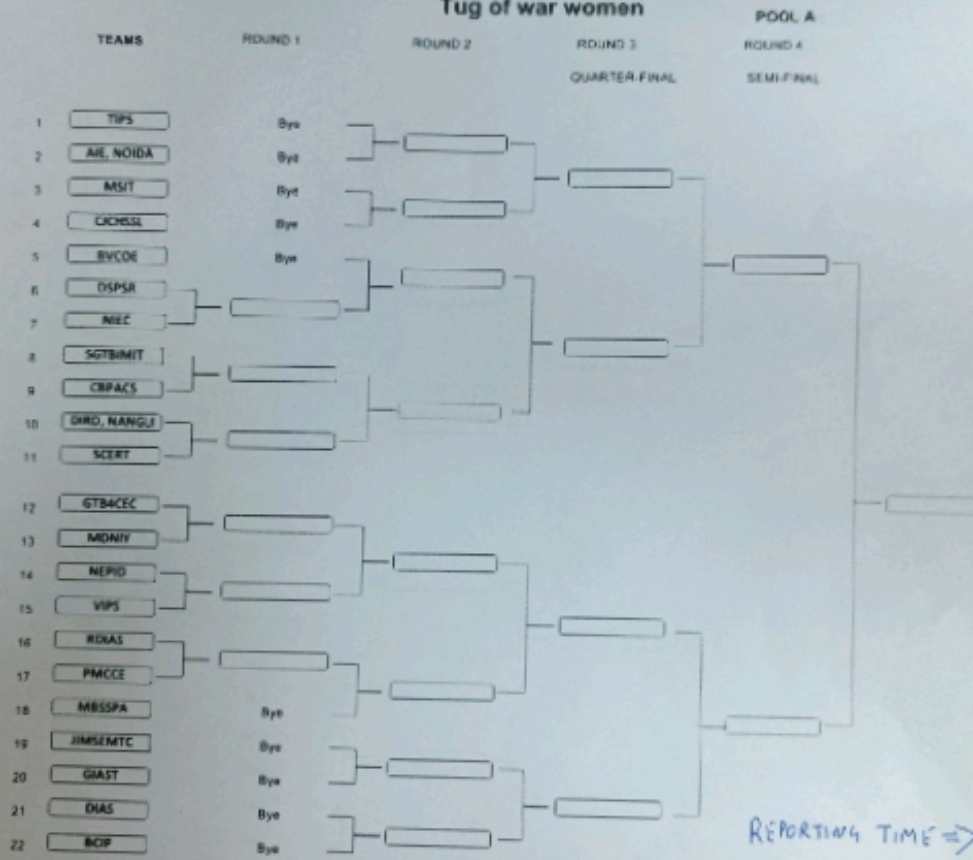 Tug of war women
POOL A
TEAMS ROUND 1 ROUND 2 ROUND 3 ROUND 4
QUARTER-FINAL SEMI-FINAL
1 TIPS Bye
2 AIE, NOIDA Bye
3 MSIT Bye
4 CJCHSSL Bye
5 BVCOE Bye
6 DSPSR
7 NIEC
8 SGTBIMIT
9 CBPACS
10 DIRD, NANGLI
11 SCERT
12 GTB4CEC
13 MDNIY
14 NEPID
15 VIPS
16 RDIAS
17 PMCCE
18 MBSSPA Bye
19 JIMSEMTC Bye
20 GIAST Bye
21 DIAS Bye
22 BCIP Bye
REPORTING TIME =>